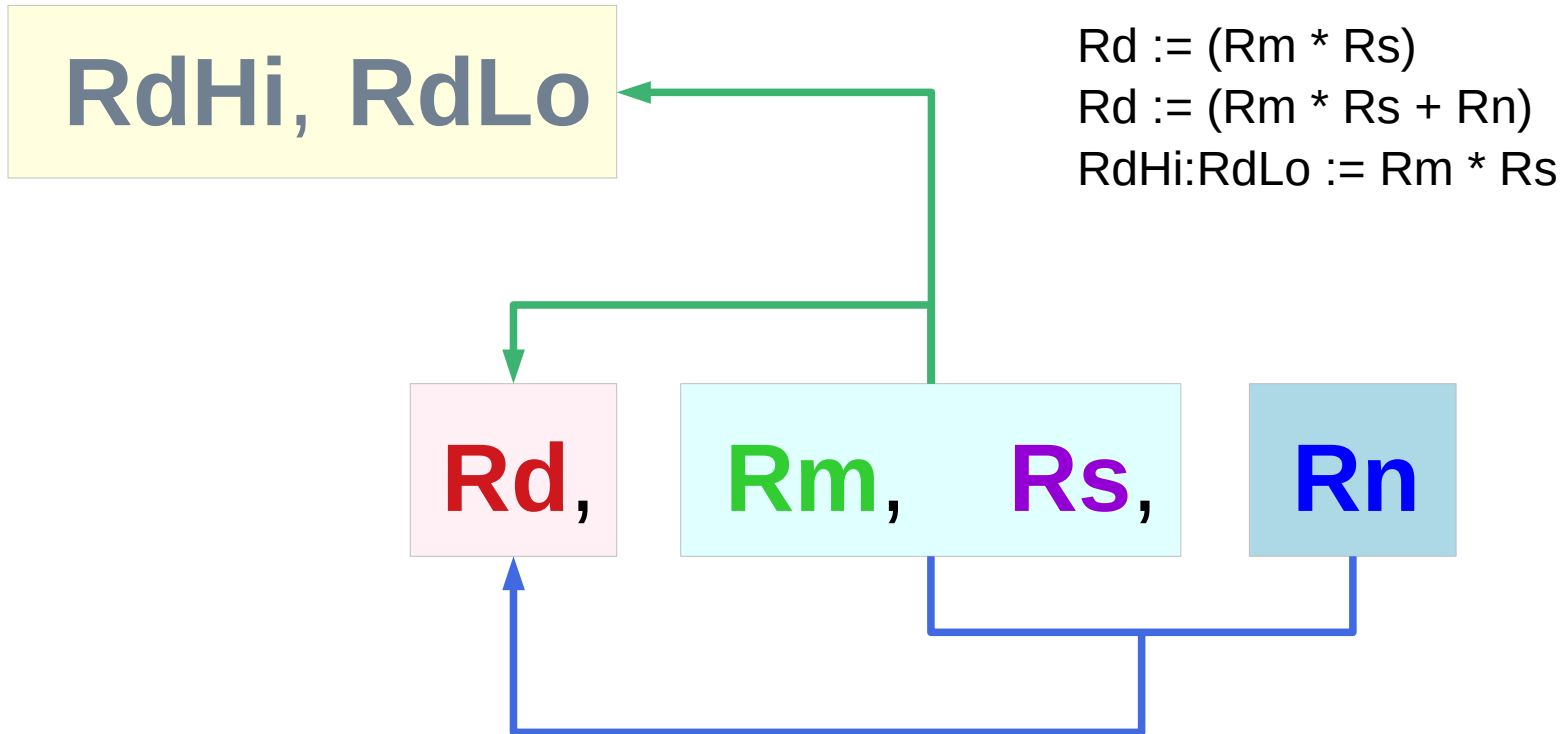 RdHi, RdLo
Rd := (Rm * Rs)
Rd := (Rm * Rs + Rn)
RdHi:RdLo := Rm * Rs
Rd, Rm, Rs, Rn